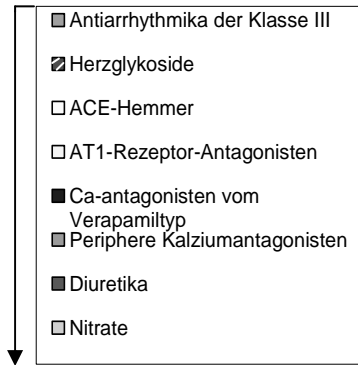 Antiarrhythmika der Klasse III
Herzglykoside
ACE-Hemmer
AT1-Rezeptor-Antagonisten
Ca-antagonisten vom
Verapamiltyp
Periphere Kalziumantagonisten
Diuretika
Nitrate